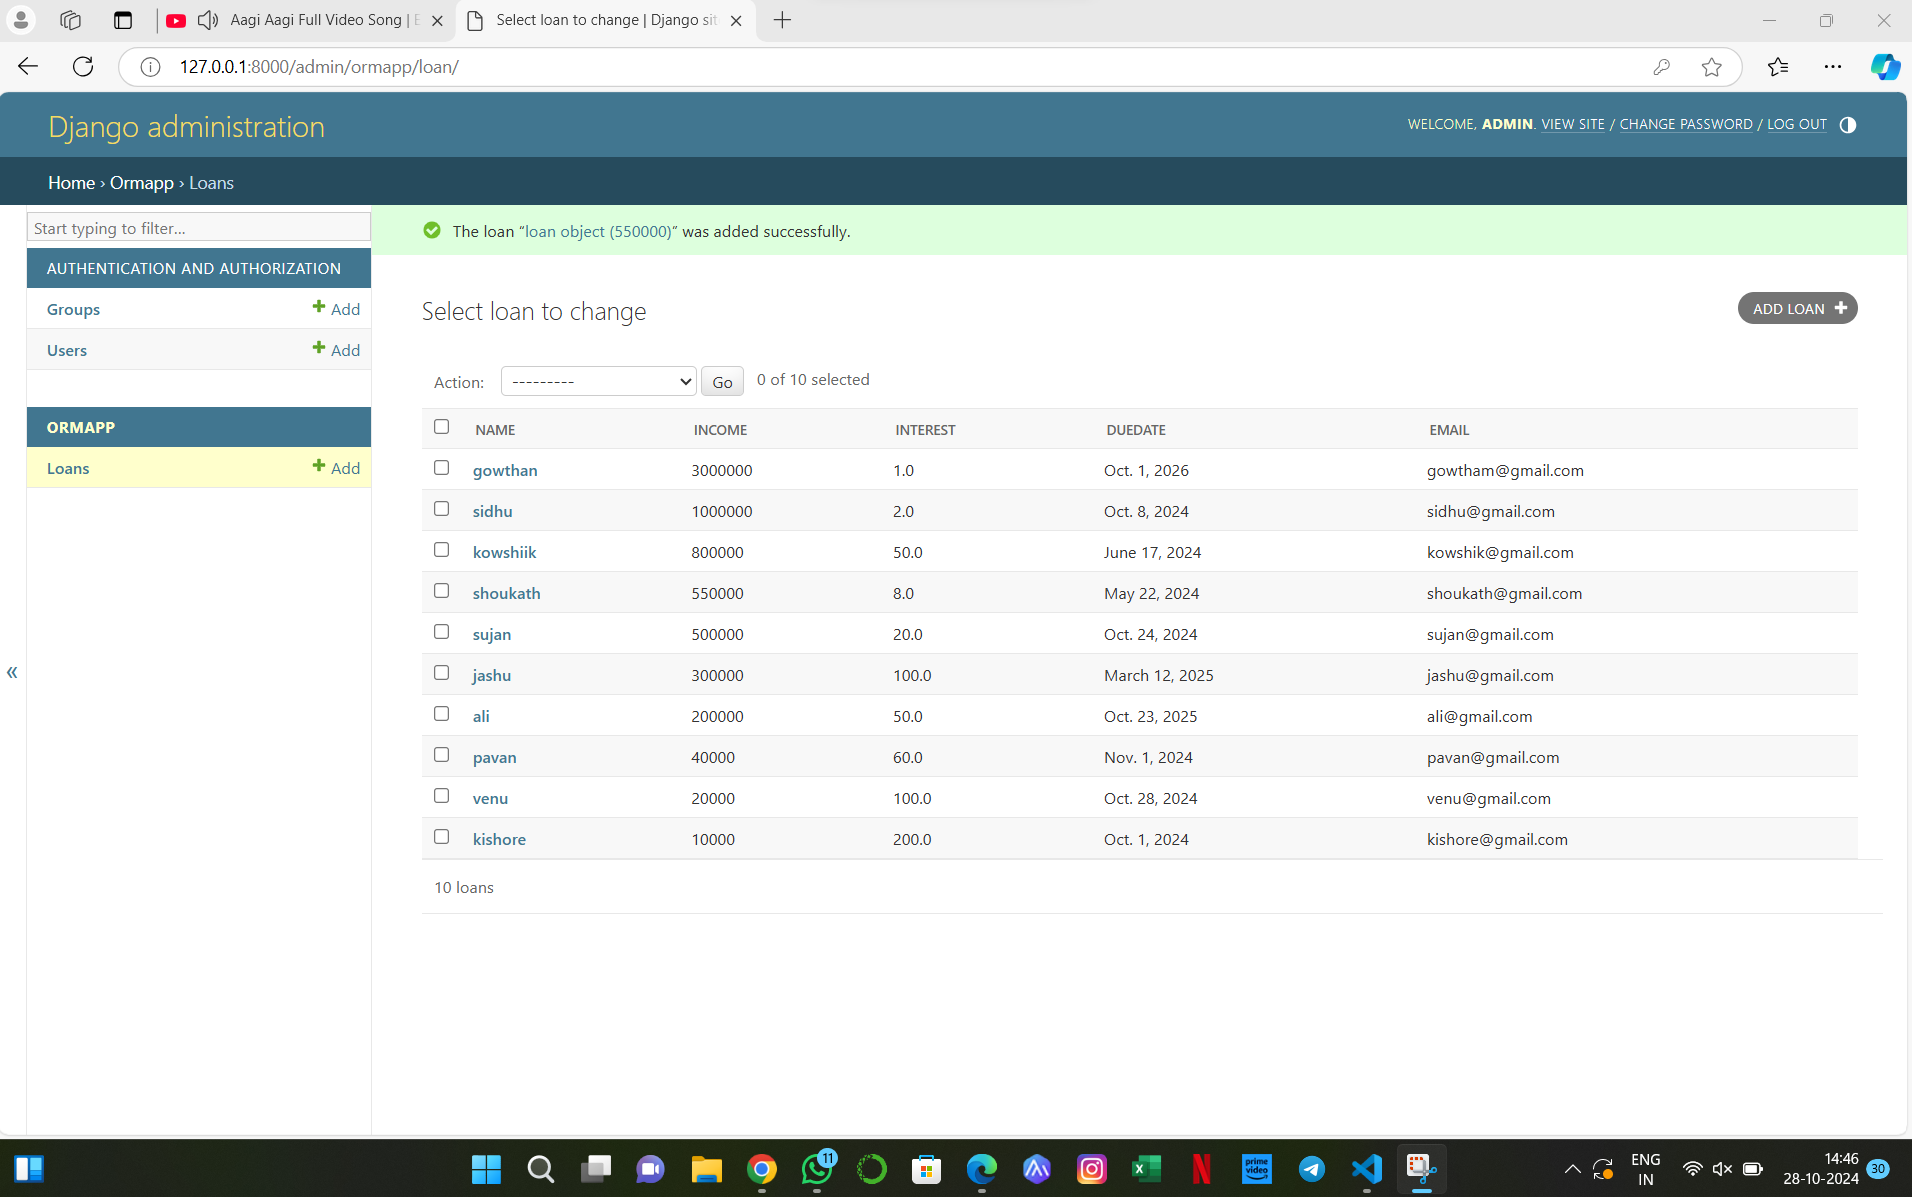 Aagi Aagi Full Video Song | E
Select loan to change | Django sit
127.0.0.1:8000/admin/ormapp/loan/
Django administration
WELCOME, ADMIN. VIEW SITE / CHANGE PASSWORD / LOG OUT
Home › Ormapp › Loans
Start typing to filter...
The loan “loan object (550000)” was added successfully.
AUTHENTICATION AND AUTHORIZATION
Groups Add
Users Add
ORMAPP
Loans Add
«
Select loan to change
ADD LOAN
Action: --------- Go 0 of 10 selected
NAME INCOME INTEREST DUEDATE EMAIL
gowthan 3000000 1.0 Oct. 1, 2026 gowtham@gmail.com
sidhu 1000000 2.0 Oct. 8, 2024 sidhu@gmail.com
kowshiik 800000 50.0 June 17, 2024 kowshik@gmail.com
shoukath 550000 8.0 May 22, 2024 shoukath@gmail.com
sujan 500000 20.0 Oct. 24, 2024 sujan@gmail.com
jashu 300000 100.0 March 12, 2025 jashu@gmail.com
ali 200000 50.0 Oct. 23, 2025 ali@gmail.com
pavan 40000 60.0 Nov. 1, 2024 pavan@gmail.com
venu 20000 100.0 Oct. 28, 2024 venu@gmail.com
kishore 10000 200.0 Oct. 1, 2024 kishore@gmail.com
10 loans
11
prime video
ENG
IN
14:46
28-10-2024
30